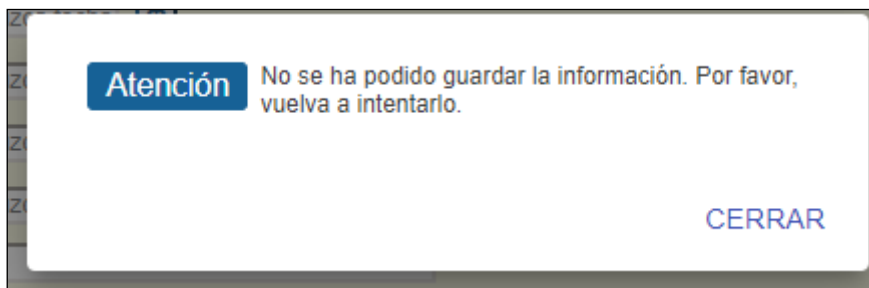 Atención
No se ha podido guardar la información. Por favor,
vuelva a intentarlo.
CERRAR